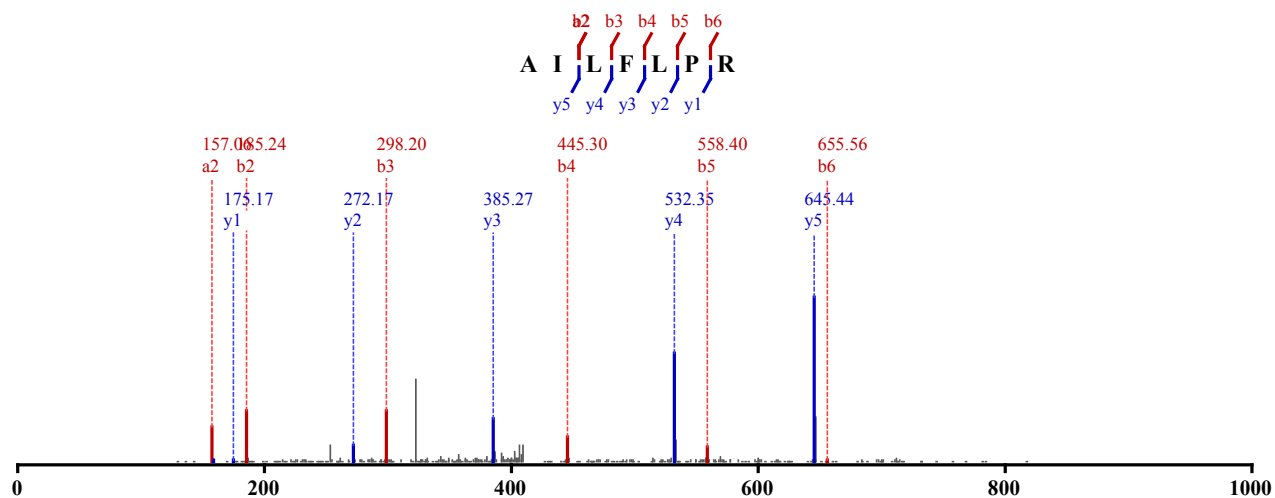 a2 b2 b3 b4 b5 b6
A I L F L P R
y5 y4 y3 y2 y1
157.06 185.24 298.20 445.30 558.40 655.56
a2 b2 b3 b4 b5 b6
175.17 272.17 385.27 532.35 645.44
y1 y2 y3 y4 y5
0 200 400 600 800 1000